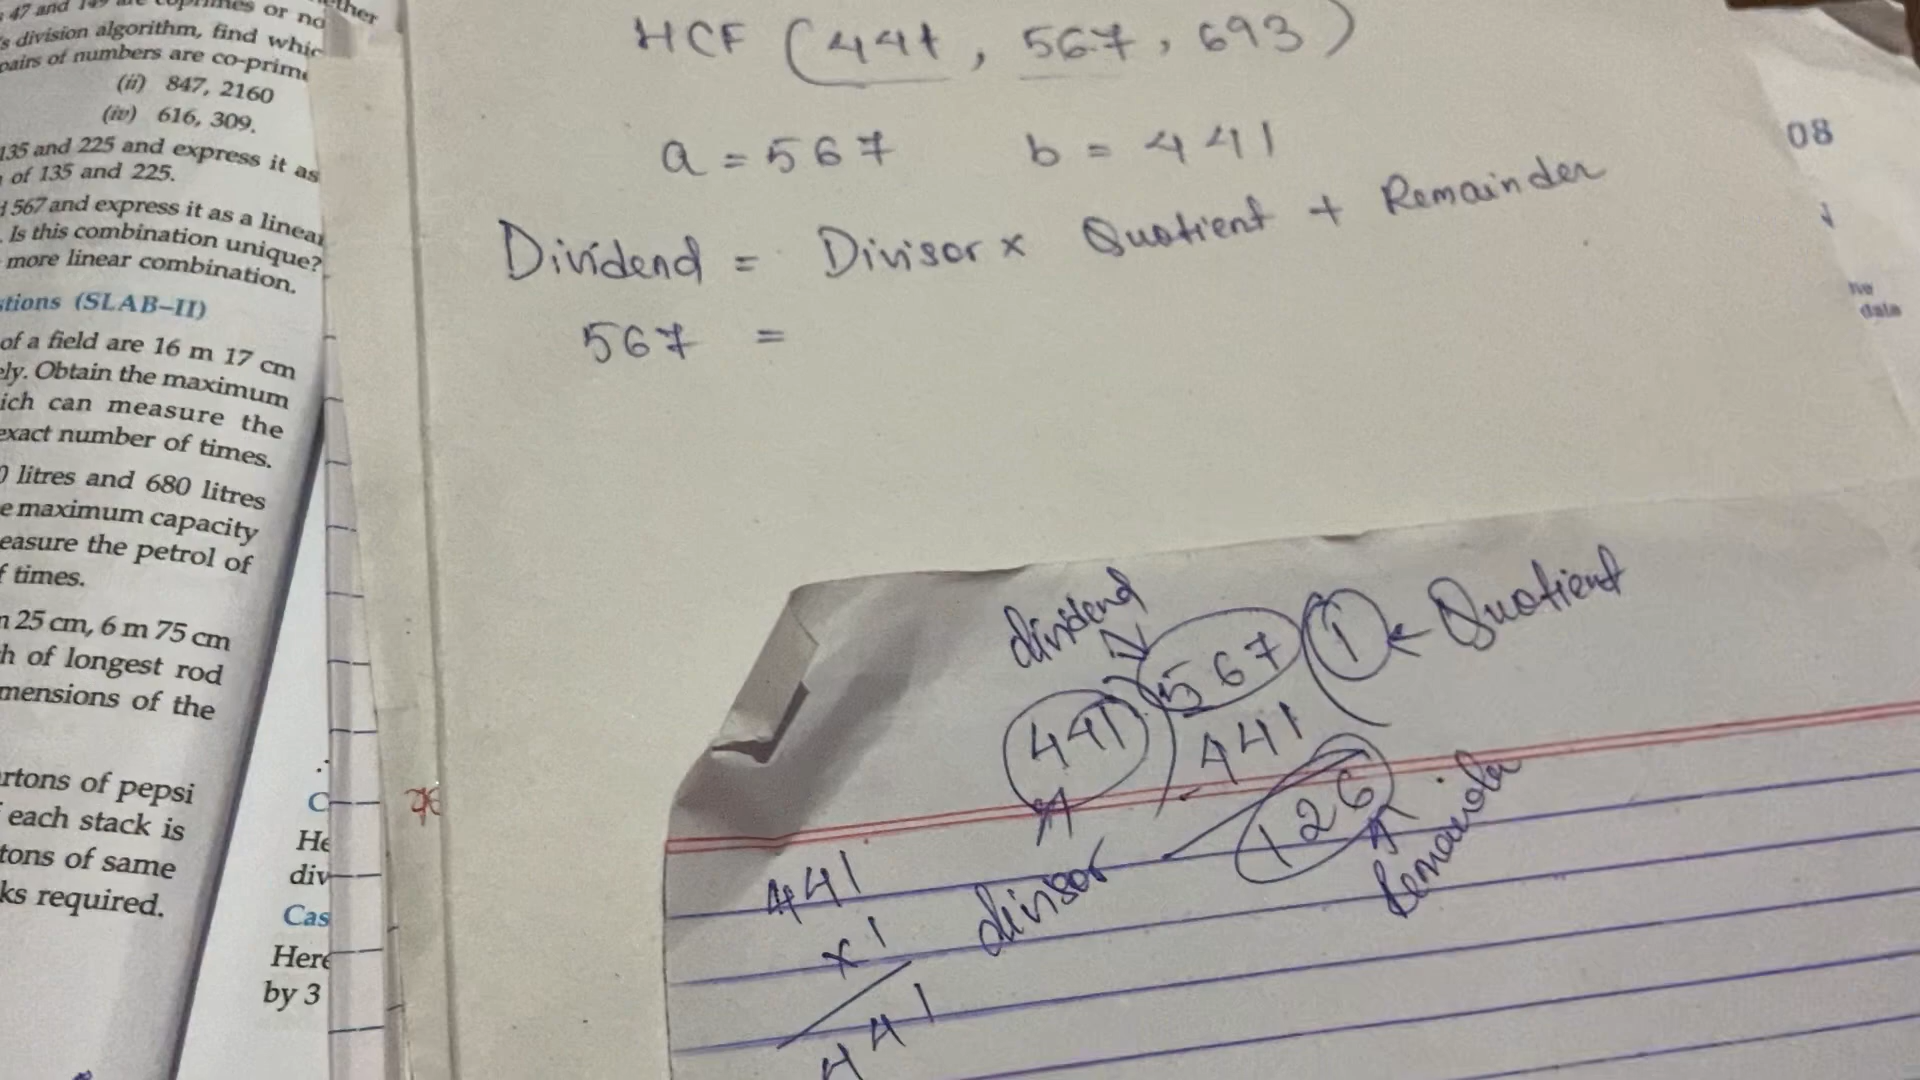 47 and 149 are coprimes or no
's division algorithm, find whic
pairs of numbers are co-prime
(ii) 847, 2160
(iv) 616, 309.
135 and 225 and express it as
of 135 and 225.
567 and express it as a linear
. Is this combination unique?
more linear combination.
stions (SLAB–II)
of a field are 16 m 17 cm
ely. Obtain the maximum
ich can measure the
exact number of times.
0 litres and 680 litres
e maximum capacity
easure the petrol of
f times.
25 cm, 6 m 75 cm
h of longest rod
mensions of the
rtons of pepsi
each stack is
tons of same
ks required.
C
He
div
Cas
Here
by 3
HCF (441, 567, 693)
a = 567 b = 441
Dividend = Divisor x Quotient + Remainder
567 =
08
dividend
441) 567 (1 ← Quotient
441
126
divisor
Remainder
441
x 1
441